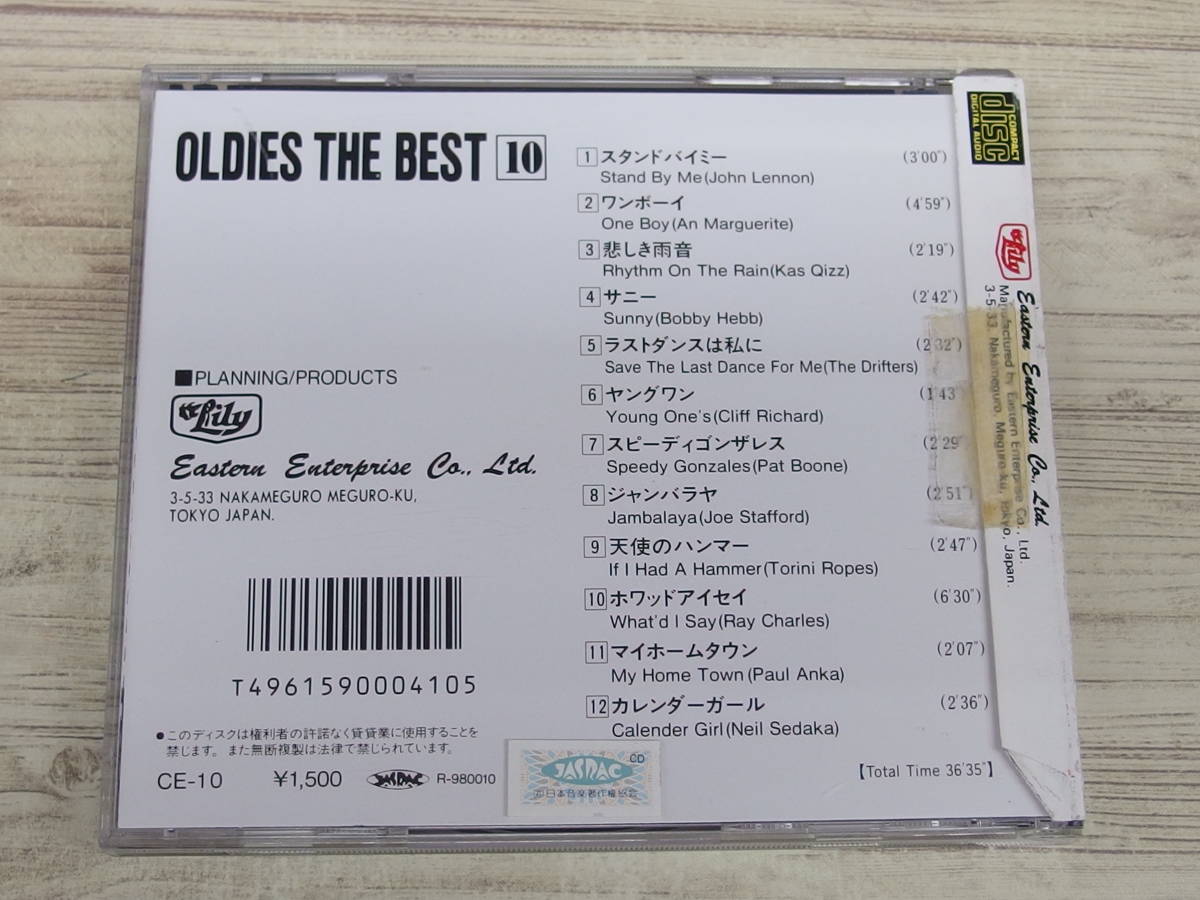 OLDIES THE BEST 10
1 スタンドバイミー (3'00")
Stand By Me(John Lennon)
2 ワンボーイ (4'59")
One Boy(An Marguerite)
3 悲しき雨音 (2'19")
Rhythm On The Rain(Kas Qizz)
4 サニー (2'42")
Sunny(Bobby Hebb)
5 ラストダンスは私に (2'32")
Save The Last Dance For Me(The Drifters)
6 ヤングワン (1'43")
Young One's(Cliff Richard)
7 スピーディゴンザレス (2'29")
Speedy Gonzales(Pat Boone)
8 ジャンバラヤ (2'51")
Jambalaya(Joe Stafford)
9 天使のハンマー (2'47")
If I Had A Hammer(Torini Ropes)
10 ホワッドアイセイ (6'30")
What'd I Say(Ray Charles)
11 マイホームタウン (2'07")
My Home Town(Paul Anka)
12 カレンダーガール (2'36")
Calender Girl(Neil Sedaka)
【Total Time 36'35"】
■PLANNING/PRODUCTS
Lily
Eastern Enterprise Co., Ltd.
3-5-33 NAKAMEGURO MEGURO-KU,
TOKYO JAPAN.
T4961590004105
●このディスクは権利者の許諾なく賃貸業に使用することを
禁じます。また無断複製は法律で禁じられています。
CE-10 ¥1,500 JASRAC R-980010
CD
JASRAC
日本音楽著作権協会
COMPACT
disc
DIGITAL AUDIO
Lily
Eastern Enterprise Co., Ltd.
Manufactured by Eastern Enterprise Co., Ltd.
3-5-33, Nakameguro, Meguro-ku, Tokyo, Japan.